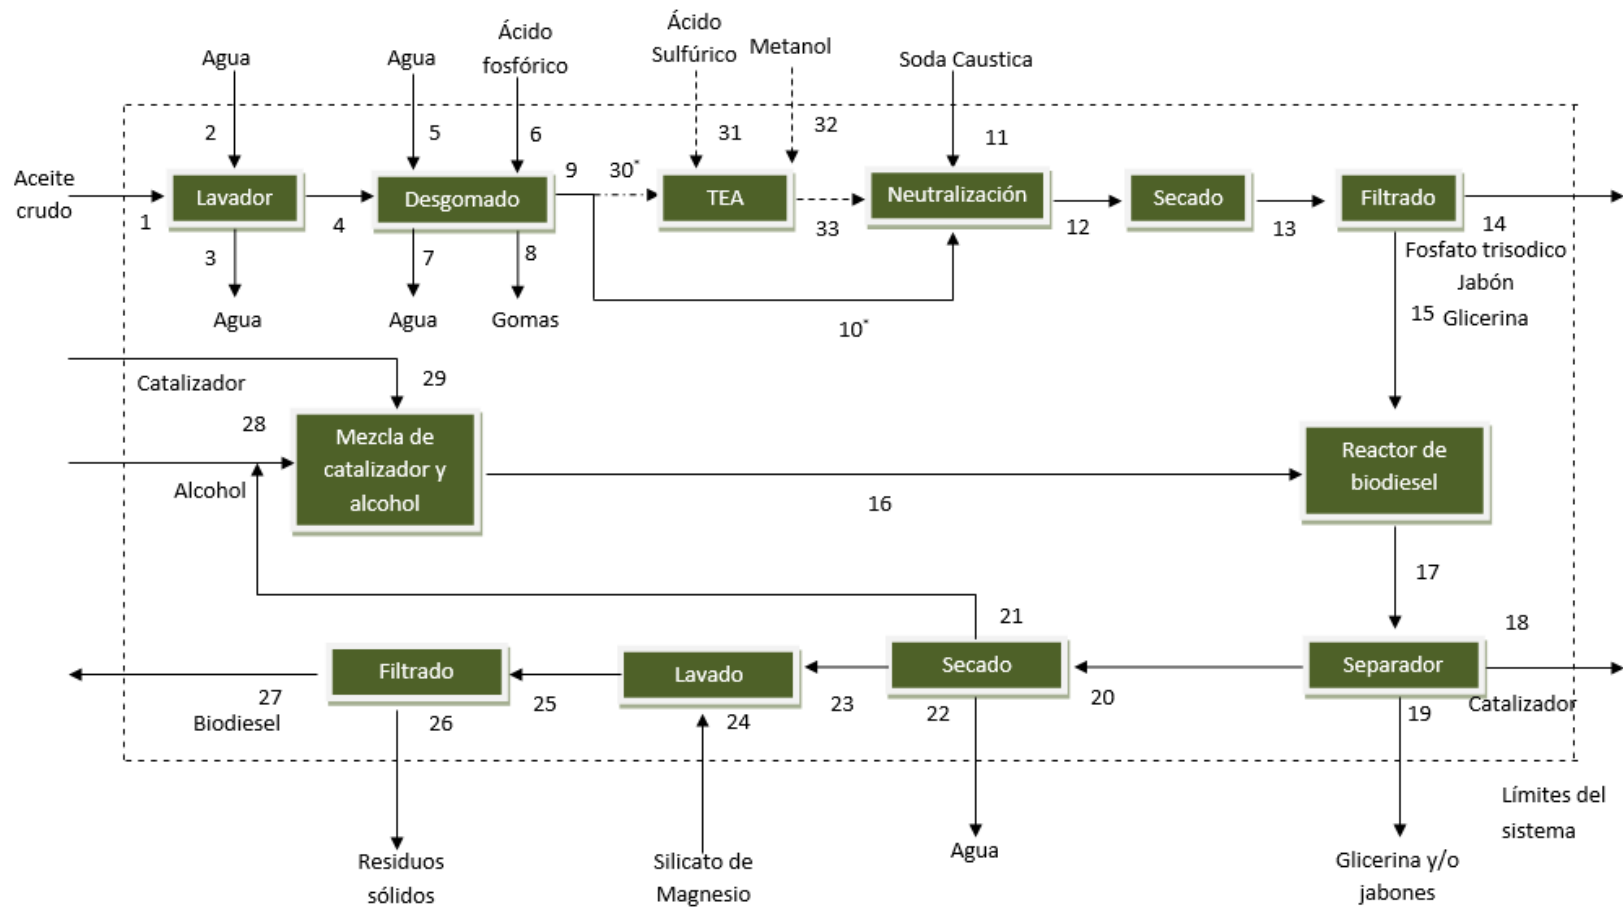 Agua
Agua
Ácido
fosfórico
Ácido
Sulfúrico
Metanol
Soda Caustica
2
5
6
31
32
11
Aceite
crudo
1
Lavador
4
Desgomado
9
30*
TEA
33
Neutralización
12
Secado
13
Filtrado
14
3
7
8
Fosfato trisodico
Jabón
Glicerina
15
Agua
Agua
Gomas
10*
Catalizador
29
28
Alcohol
Mezcla de
catalizador y
alcohol
16
Reactor de
biodiesel
17
21
18
Filtrado
Lavado
Secado
Separador
27
Biodiesel
26
25
24
23
22
20
19
Catalizador
Límites del
sistema
Residuos
sólidos
Silicato de
Magnesio
Agua
Glicerina y/o
jabones